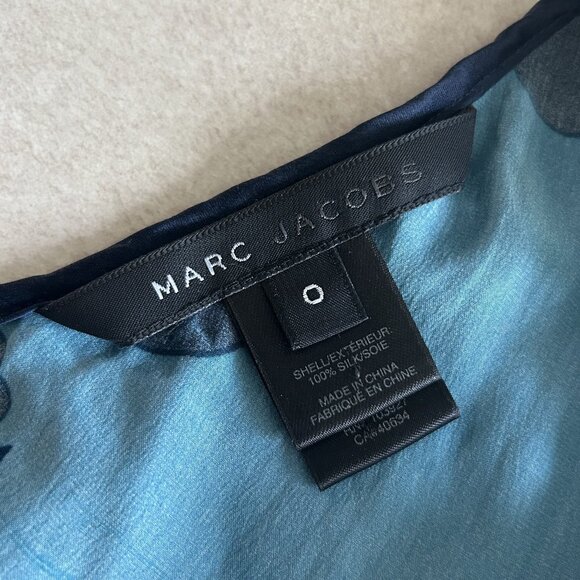 MARC JACOBS
0
SHELL/EXTÉRIEUR
100% SILK/SOIE
MADE IN CHINA
FABRIQUÉ EN CHINE
CA#40634